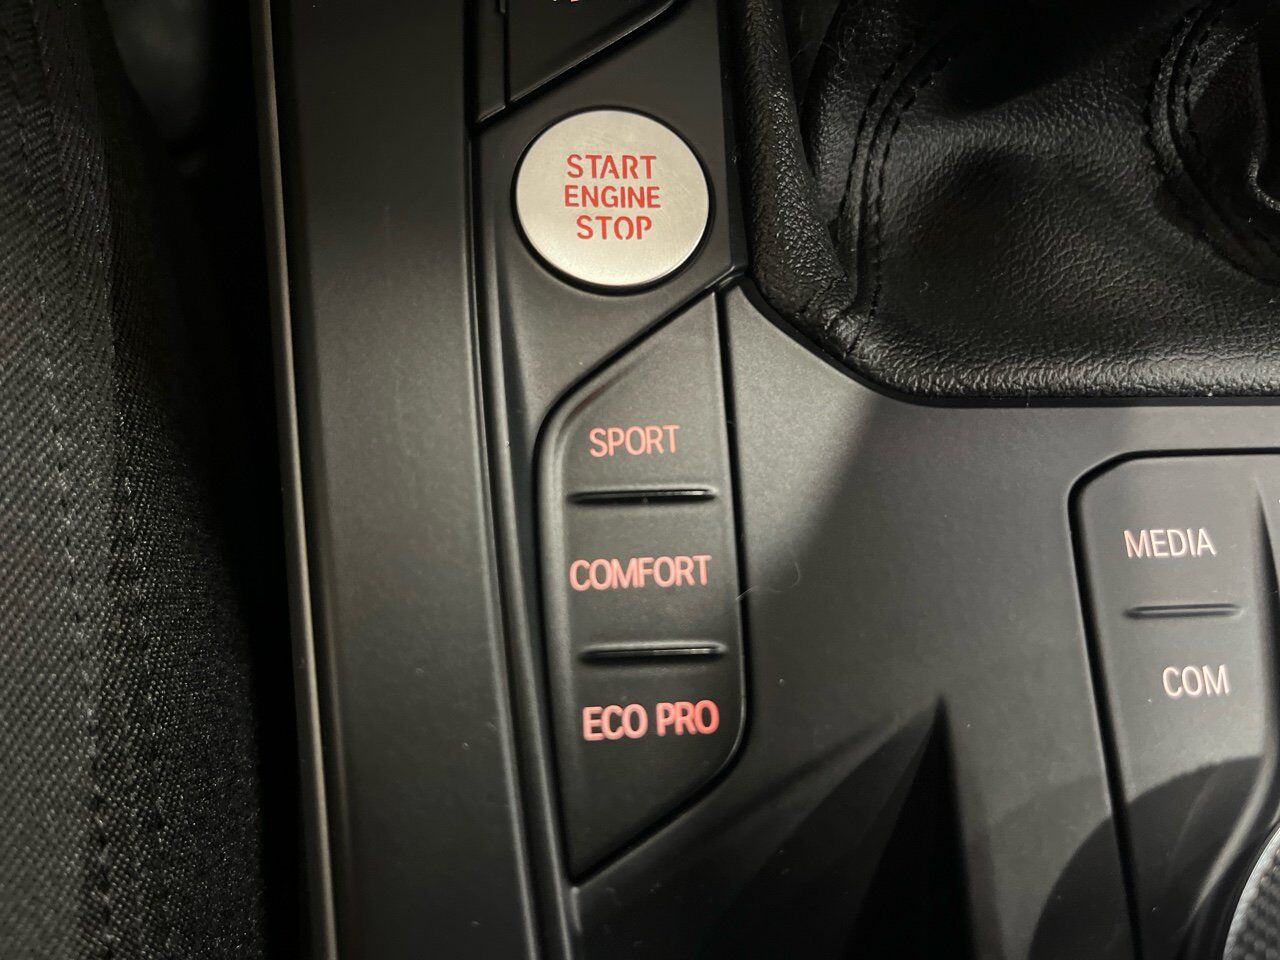 START
ENGINE
STOP
SPORT
COMFORT
ECO PRO
MEDIA
COM